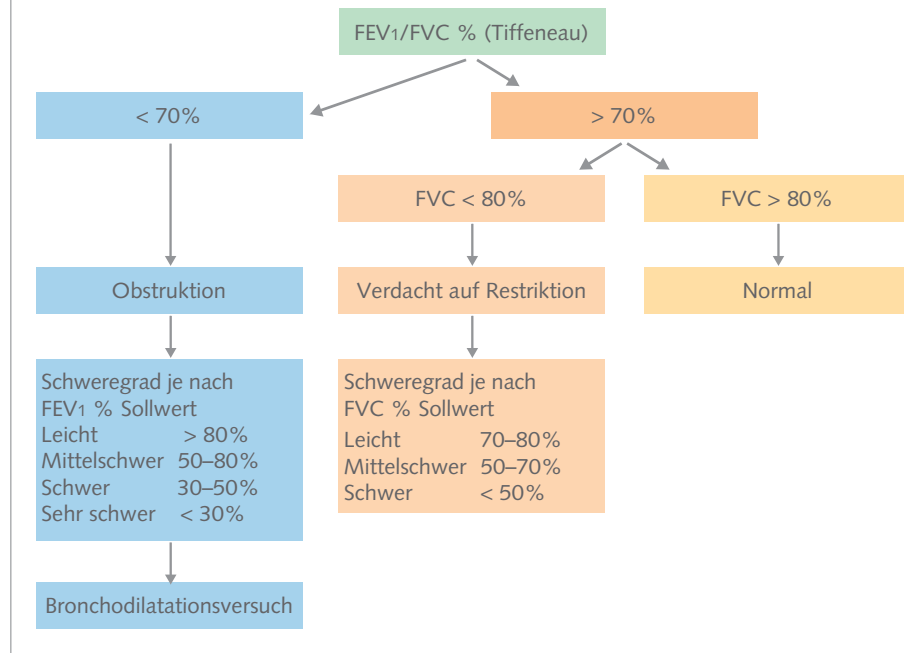 FEV1/FVC % (Tiffeneau)
< 70%
> 70%
FVC < 80%
FVC > 80%
Obstruktion
Verdacht auf Restriktion
Normal
Schweregrad je nach
FEV1 % Sollwert
Leicht > 80%
Mittelschwer 50–80%
Schwer 30–50%
Sehr schwer < 30%
Schweregrad je nach
FVC % Sollwert
Leicht 70–80%
Mittelschwer 50–70%
Schwer < 50%
Bronchodilatationsversuch